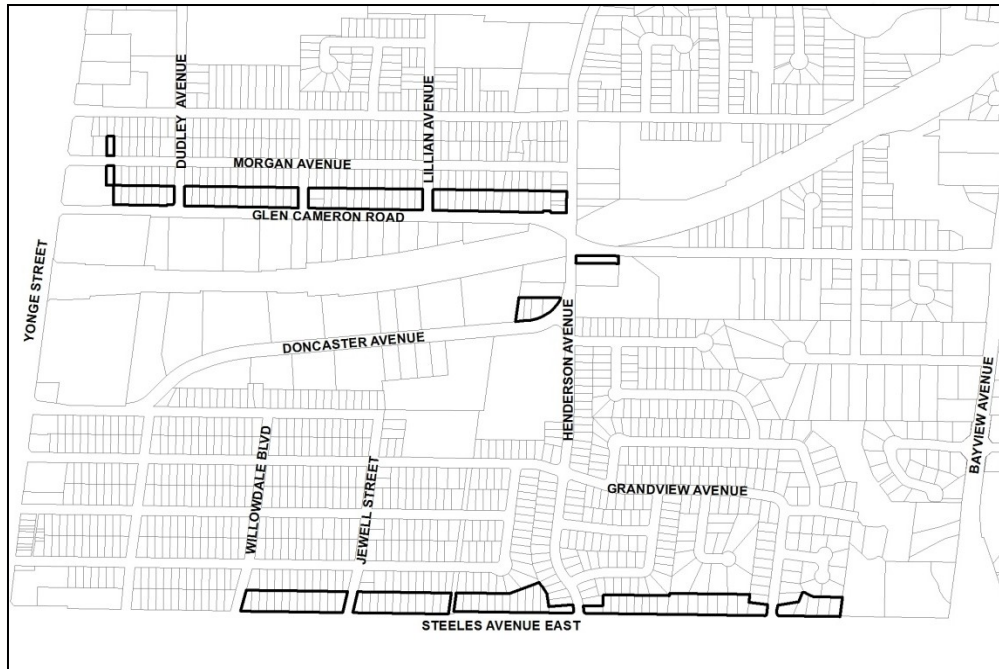 DUDLEY AVENUE
LILLIAN AVENUE
MORGAN AVENUE
GLEN CAMERON ROAD
YONGE STREET
DONCASTER AVENUE
HENDERSON AVENUE
BAYVIEW AVENUE
WILLOWDALE BLVD
JEWELL STREET
GRANDVIEW AVENUE
STEELES AVENUE EAST